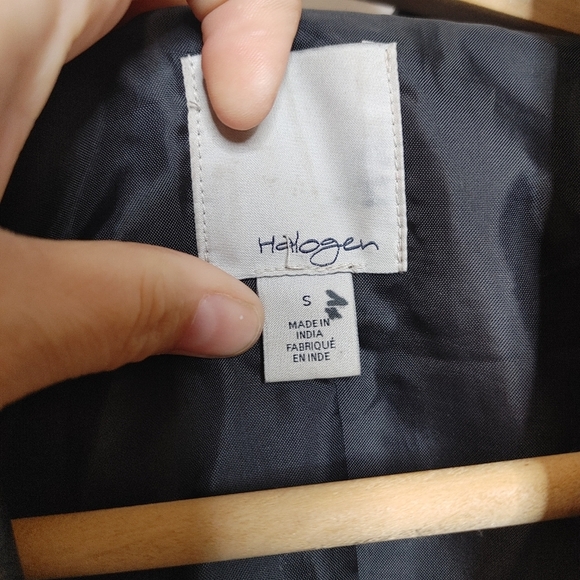 Halogen
S
MADE IN
INDIA
FABRIQUÉ
EN INDE